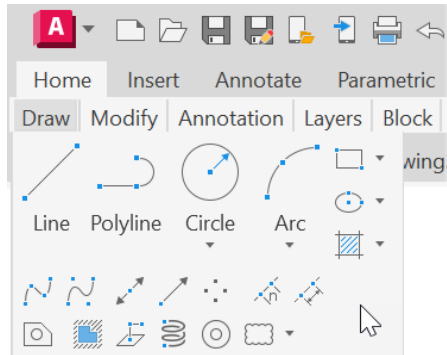 A
Home Insert Annotate Parametric
Draw Modify Annotation Layers Block
wing
Line Polyline Circle Arc
n